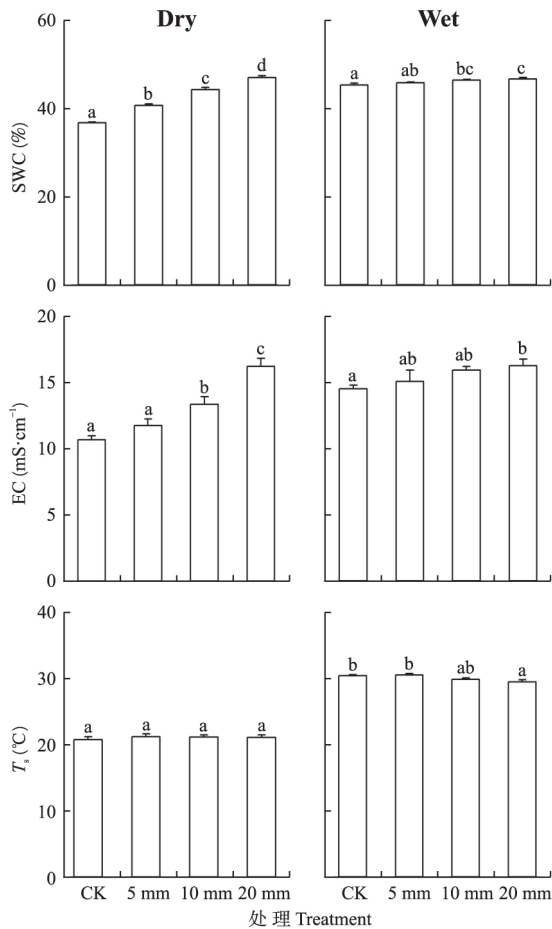 Dry Wet
60
40
20
0
SWC (%)
a b c d
a ab bc c
20
15
10
5
0
EC (mS·cm⁻¹)
a a b c
a ab ab b
40
30
20
10
0
Tₛ (℃)
a a a a
b b ab a
CK 5 mm 10 mm 20 mm CK 5 mm 10 mm 20 mm
处 理 Treatment